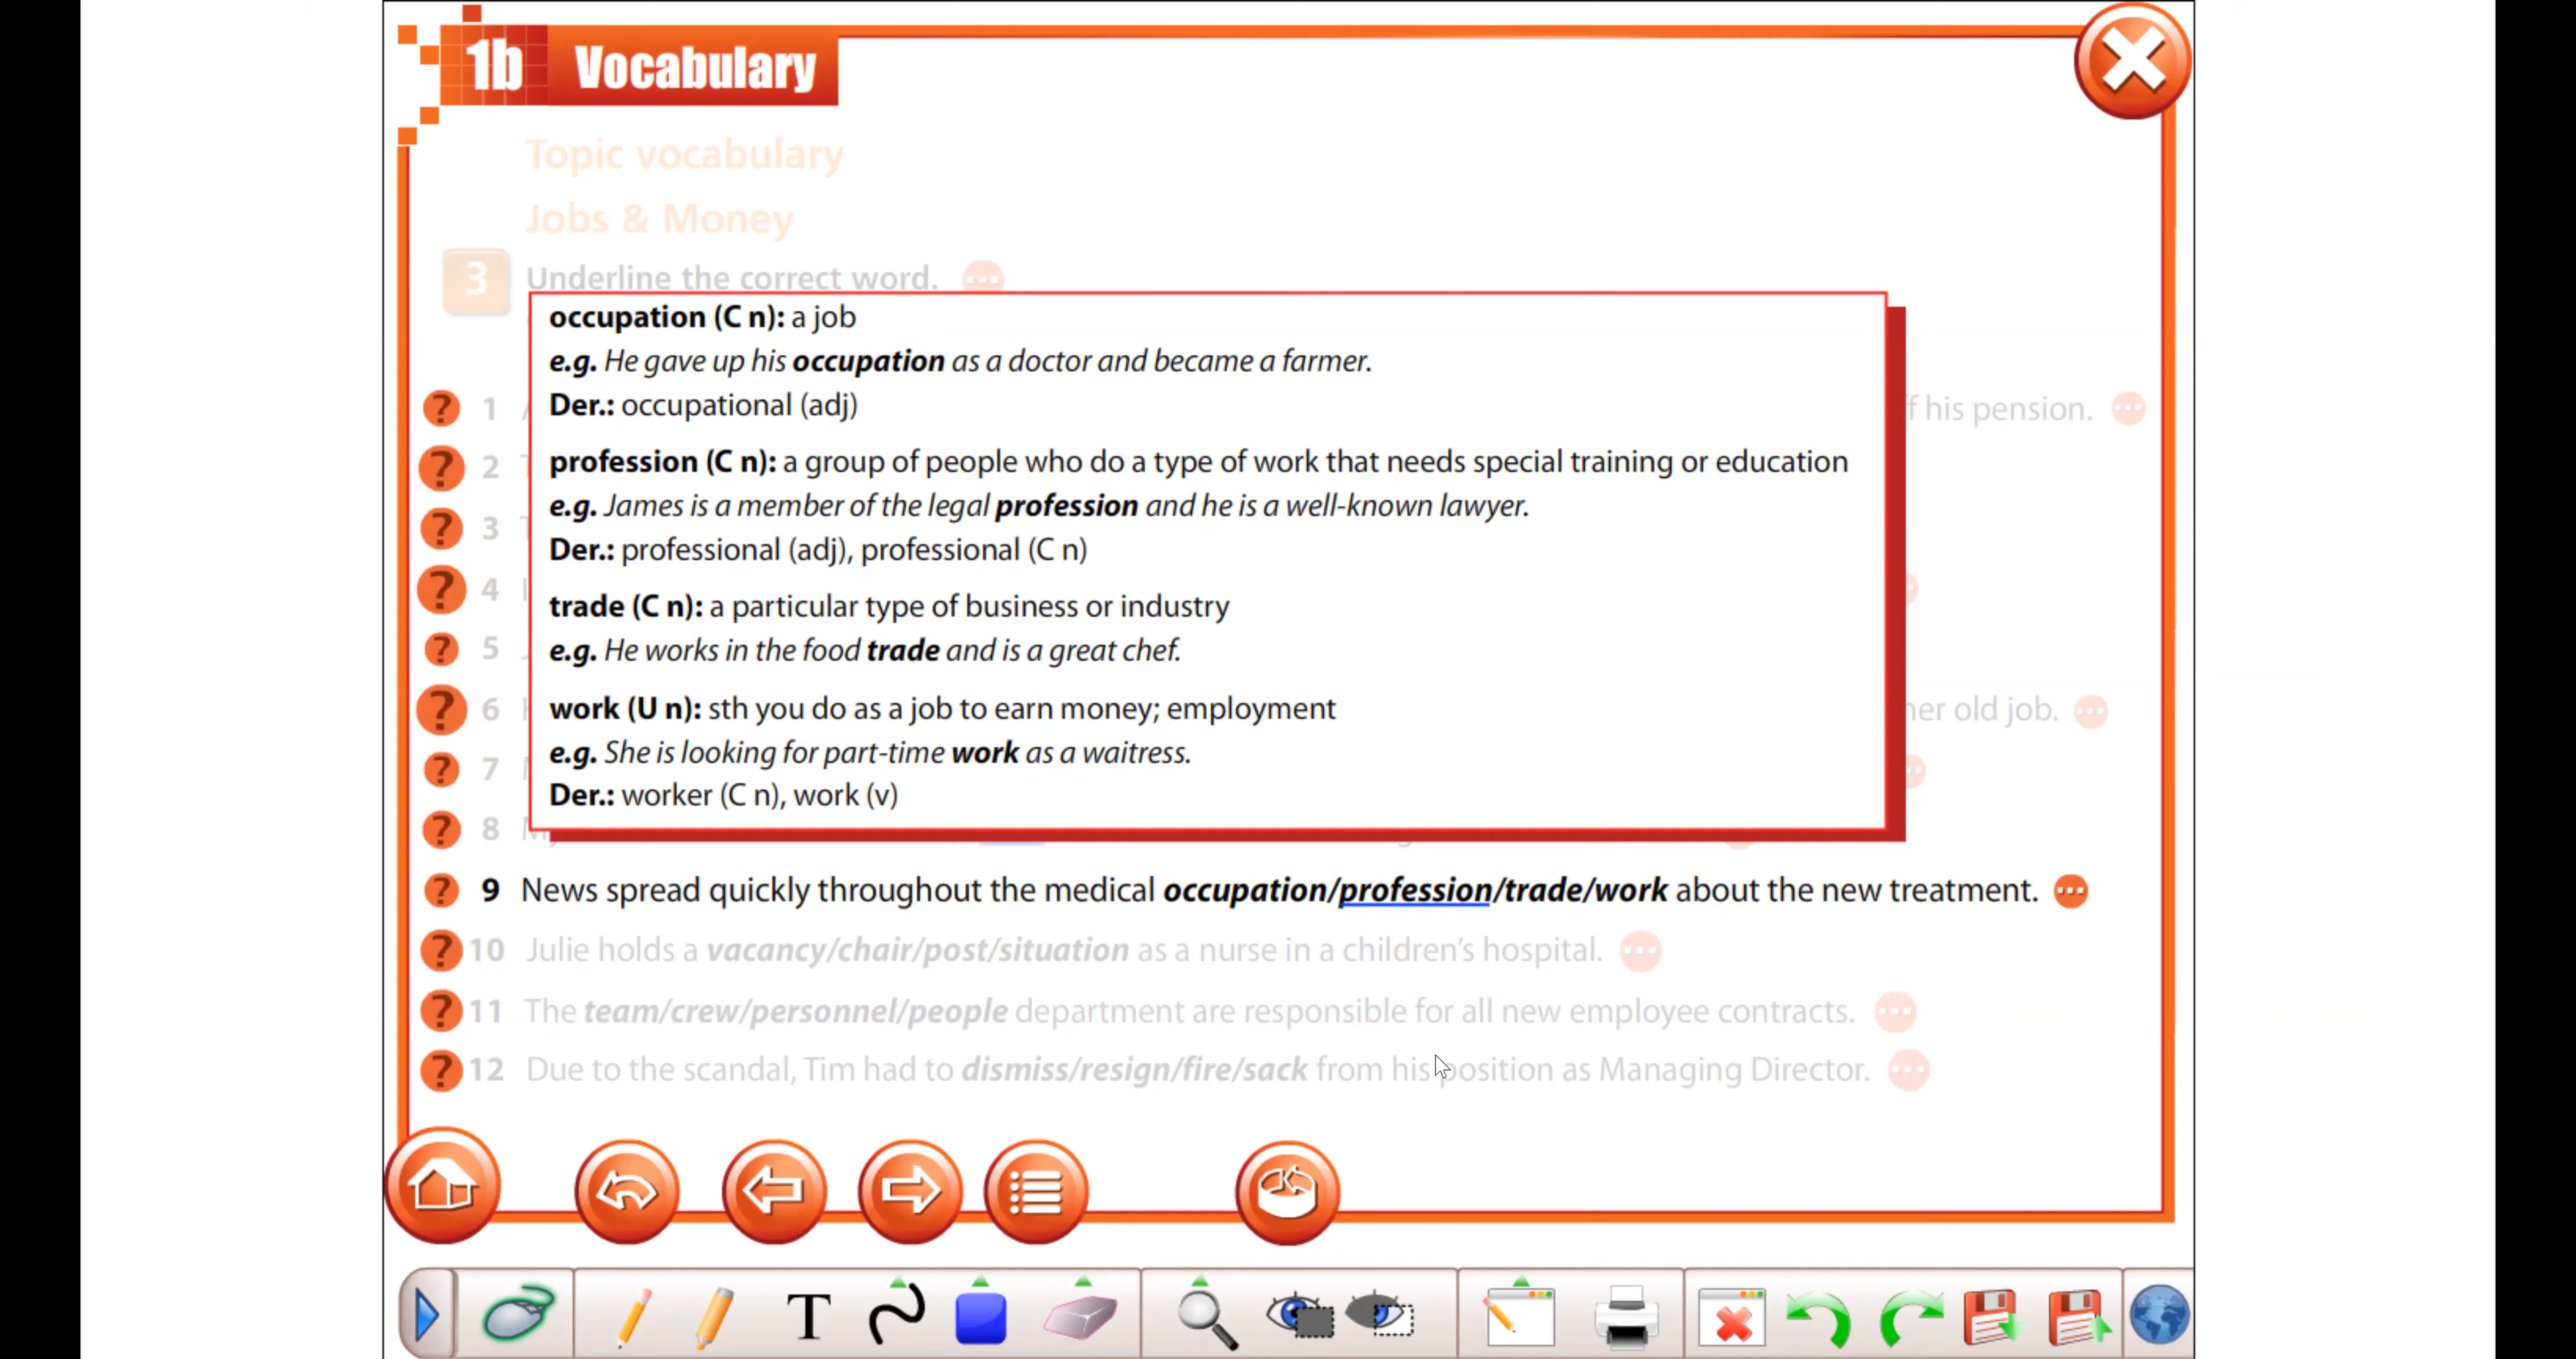 1b Vocabulary
Topic vocabulary
Jobs & Money
3 Underline the correct word.
occupation (C n): a job
e.g. He gave up his occupation as a doctor and became a farmer.
Der.: occupational (adj)
1 f his pension.
profession (C n): a group of people who do a type of work that needs special training or education
2
e.g. James is a member of the legal profession and he is a well-known lawyer.
3
Der.: professional (adj), professional (C n)
4
trade (C n): a particular type of business or industry
5
e.g. He works in the food trade and is a great chef.
6 her old job.
work (U n): sth you do as a job to earn money; employment
e.g. She is looking for part-time work as a waitress.
7
Der.: worker (C n), work (v)
8
9 News spread quickly throughout the medical occupation/profession/trade/work about the new treatment.
10 Julie holds a vacancy/chair/post/situation as a nurse in a children's hospital.
11 The team/crew/personnel/people department are responsible for all new employee contracts.
12 Due to the scandal, Tim had to dismiss/resign/fire/sack from his position as Managing Director.
T